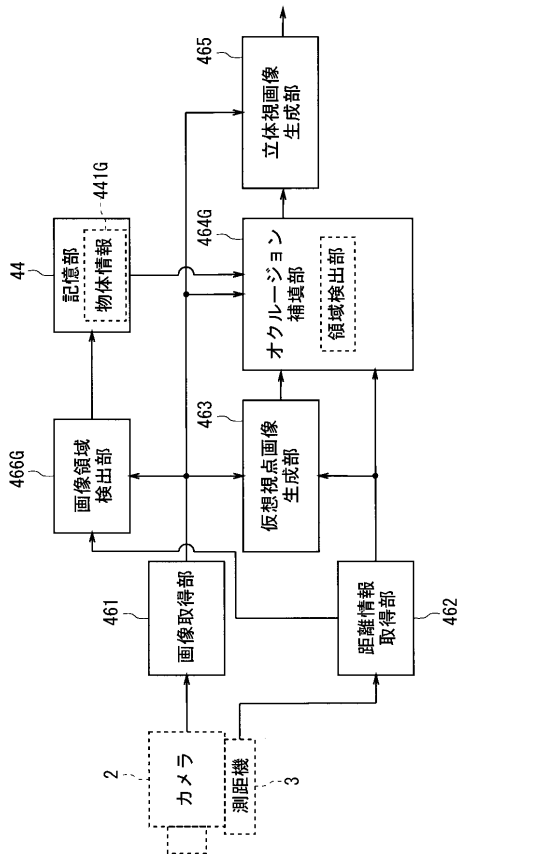 2
カメラ
測距機
3
461
画像取得部
距離情報
取得部
462
466G
画像領域
検出部
463
仮想視点画像
生成部
44
記憶部
物体情報
441G
464G
オクルージョン
補填部
領域検出部
465
立体視画像
生成部